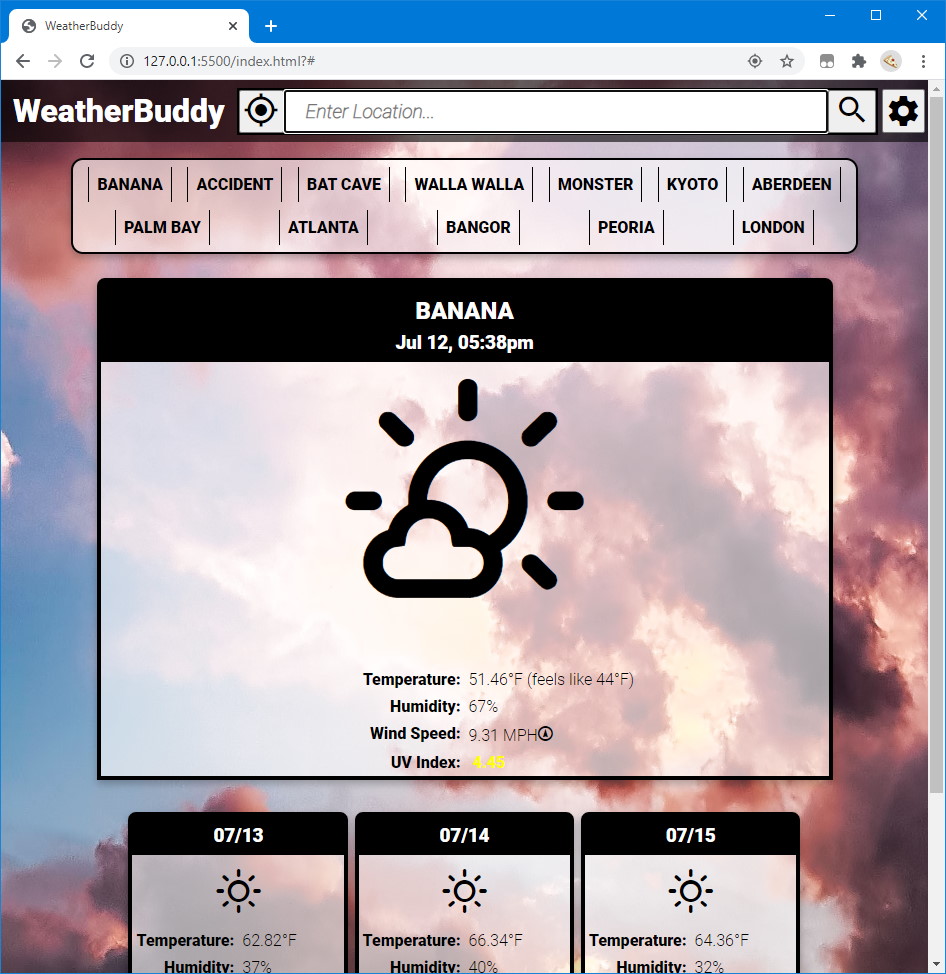 WeatherBuddy
127.0.0.1:5500/index.html?#
WeatherBuddy Enter Location...
BANANA ACCIDENT BAT CAVE WALLA WALLA MONSTER KYOTO ABERDEEN
PALM BAY ATLANTA BANGOR PEORIA LONDON
BANANA
Jul 12, 05:38pm
Temperature: 51.46°F (feels like 44°F)
Humidity: 67%
Wind Speed: 9.31 MPH
UV Index: 4.45
07/13 07/14 07/15
Temperature: 62.82°F Temperature: 66.34°F Temperature: 64.36°F
Humidity: 37% Humidity: 40% Humidity: 32%